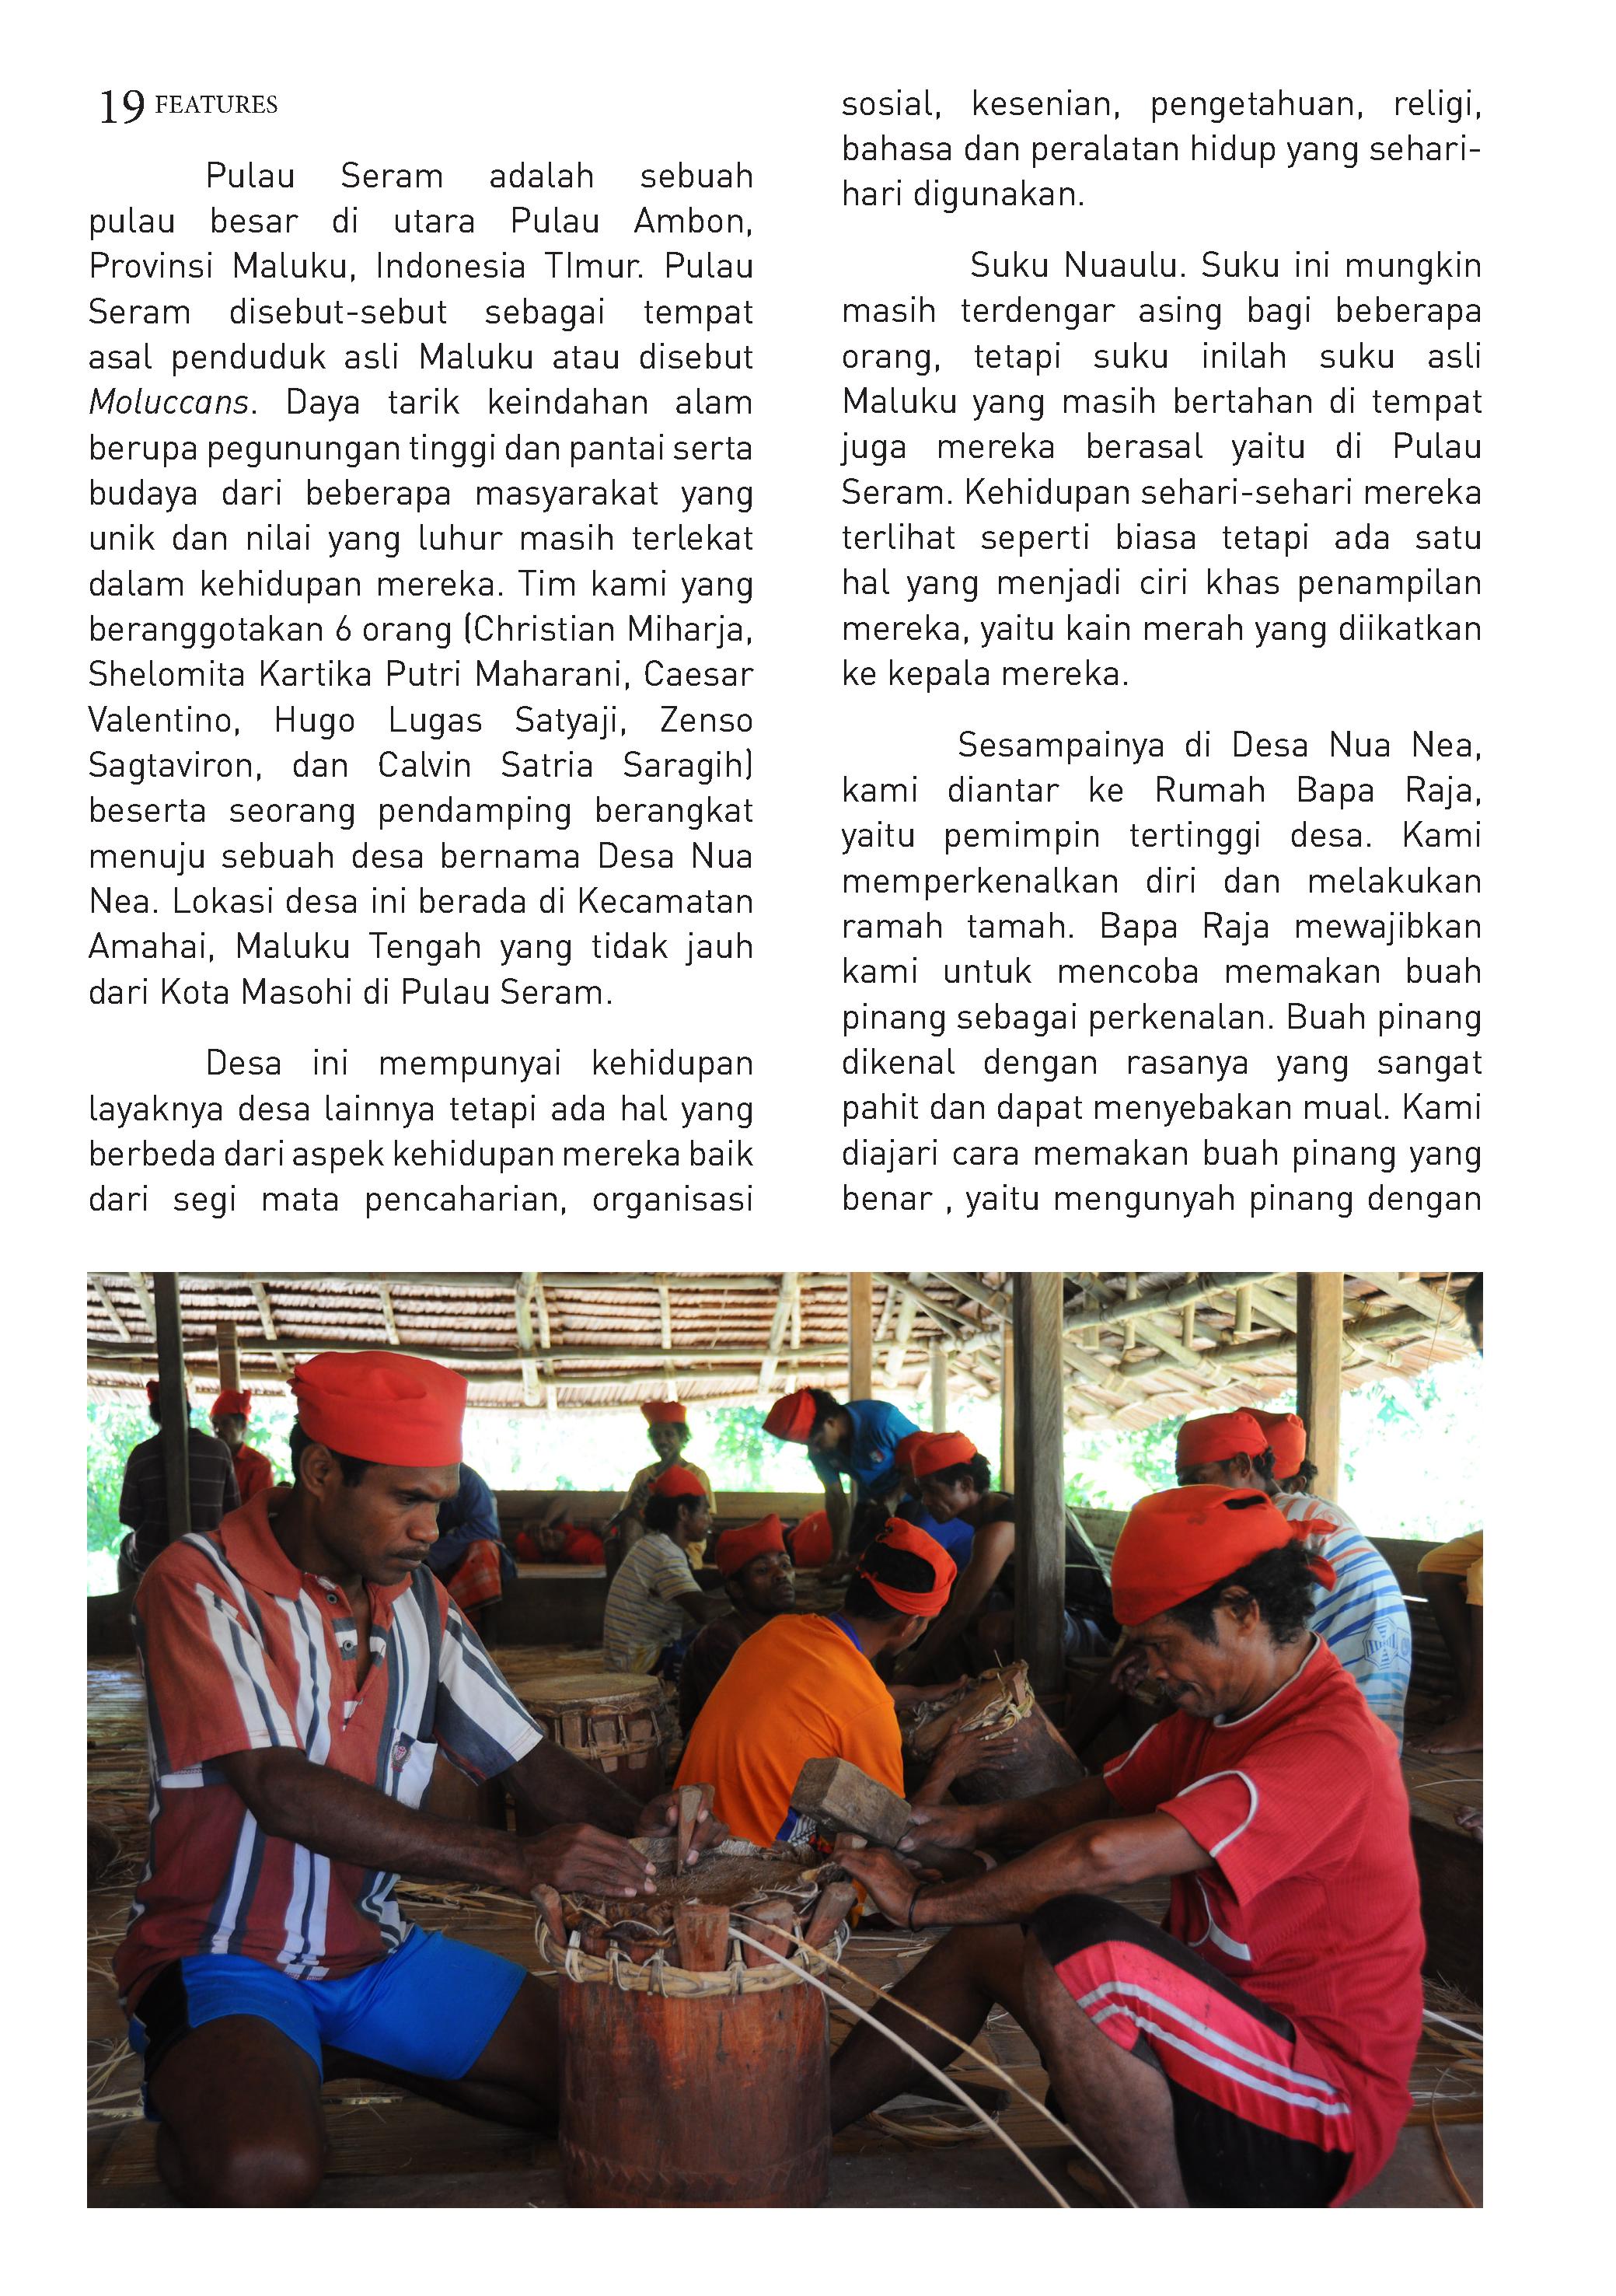 19 FEATURES
Pulau Seram adalah sebuah
pulau besar di utara Pulau Ambon,
Provinsi Maluku, Indonesia TImur. Pulau
Seram disebut-sebut sebagai tempat
asal penduduk asli Maluku atau disebut
Moluccans. Daya tarik keindahan alam
berupa pegunungan tinggi dan pantai serta
budaya dari beberapa masyarakat yang
unik dan nilai yang luhur masih terlekat
dalam kehidupan mereka. Tim kami yang
beranggotakan 6 orang (Christian Miharja,
Shelomita Kartika Putri Maharani, Caesar
Valentino, Hugo Lugas Satyaji, Zenso
Sagtaviron, dan Calvin Satria Saragih)
beserta seorang pendamping berangkat
menuju sebuah desa bernama Desa Nua
Nea. Lokasi desa ini berada di Kecamatan
Amahai, Maluku Tengah yang tidak jauh
dari Kota Masohi di Pulau Seram.
Desa ini mempunyai kehidupan
layaknya desa lainnya tetapi ada hal yang
berbeda dari aspek kehidupan mereka baik
dari segi mata pencaharian, organisasi
sosial, kesenian, pengetahuan, religi,
bahasa dan peralatan hidup yang sehari-
hari digunakan.
Suku Nuaulu. Suku ini mungkin
masih terdengar asing bagi beberapa
orang, tetapi suku inilah suku asli
Maluku yang masih bertahan di tempat
juga mereka berasal yaitu di Pulau
Seram. Kehidupan sehari-sehari mereka
terlihat seperti biasa tetapi ada satu
hal yang menjadi ciri khas penampilan
mereka, yaitu kain merah yang diikatkan
ke kepala mereka.
Sesampainya di Desa Nua Nea,
kami diantar ke Rumah Bapa Raja,
yaitu pemimpin tertinggi desa. Kami
memperkenalkan diri dan melakukan
ramah tamah. Bapa Raja mewajibkan
kami untuk mencoba memakan buah
pinang sebagai perkenalan. Buah pinang
dikenal dengan rasanya yang sangat
pahit dan dapat menyebakan mual. Kami
diajari cara memakan buah pinang yang
benar , yaitu mengunyah pinang dengan